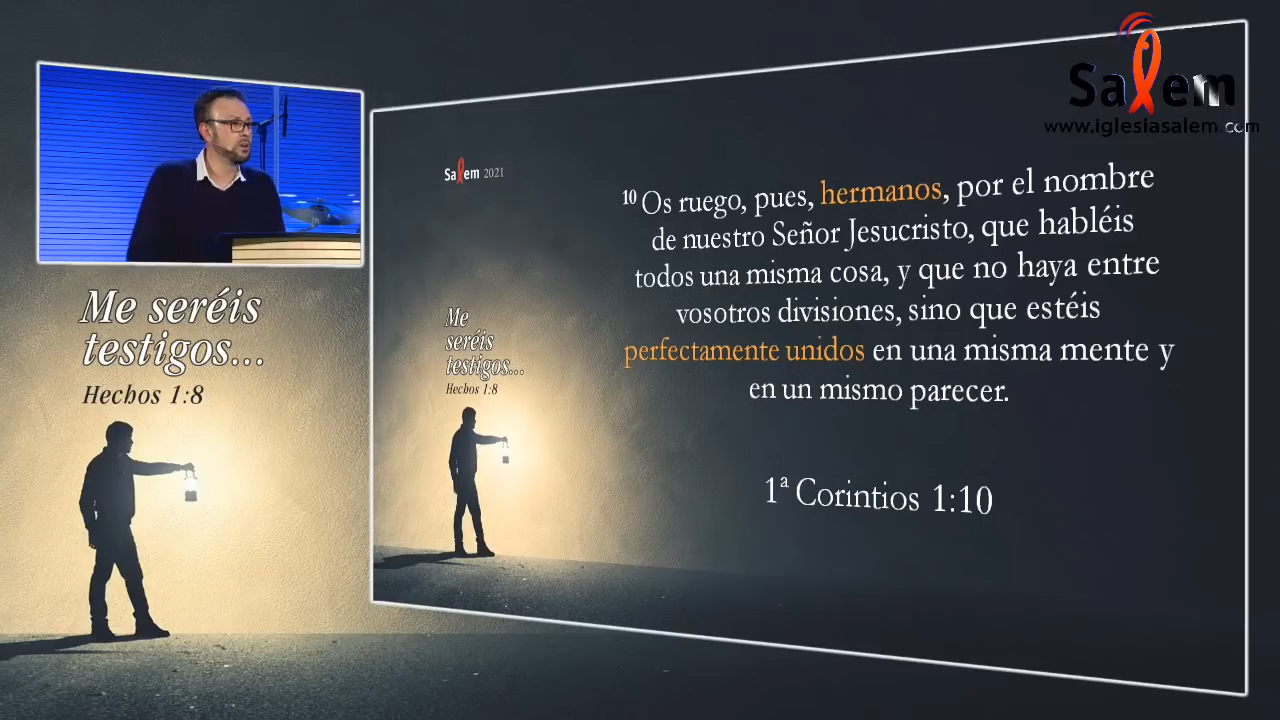 Salem
www.iglesiasalem.com
Salem 2021
10 Os ruego, pues, hermanos, por el nombre
de nuestro Señor Jesucristo, que habléis
todos una misma cosa, y que no haya entre
vosotros divisiones, sino que estéis
perfectamente unidos en una misma mente y
en un mismo parecer.
1ª Corintios 1:10
Me seréis
testigos...
Hechos 1:8
Me
seréis
testigos...
Hechos 1:8